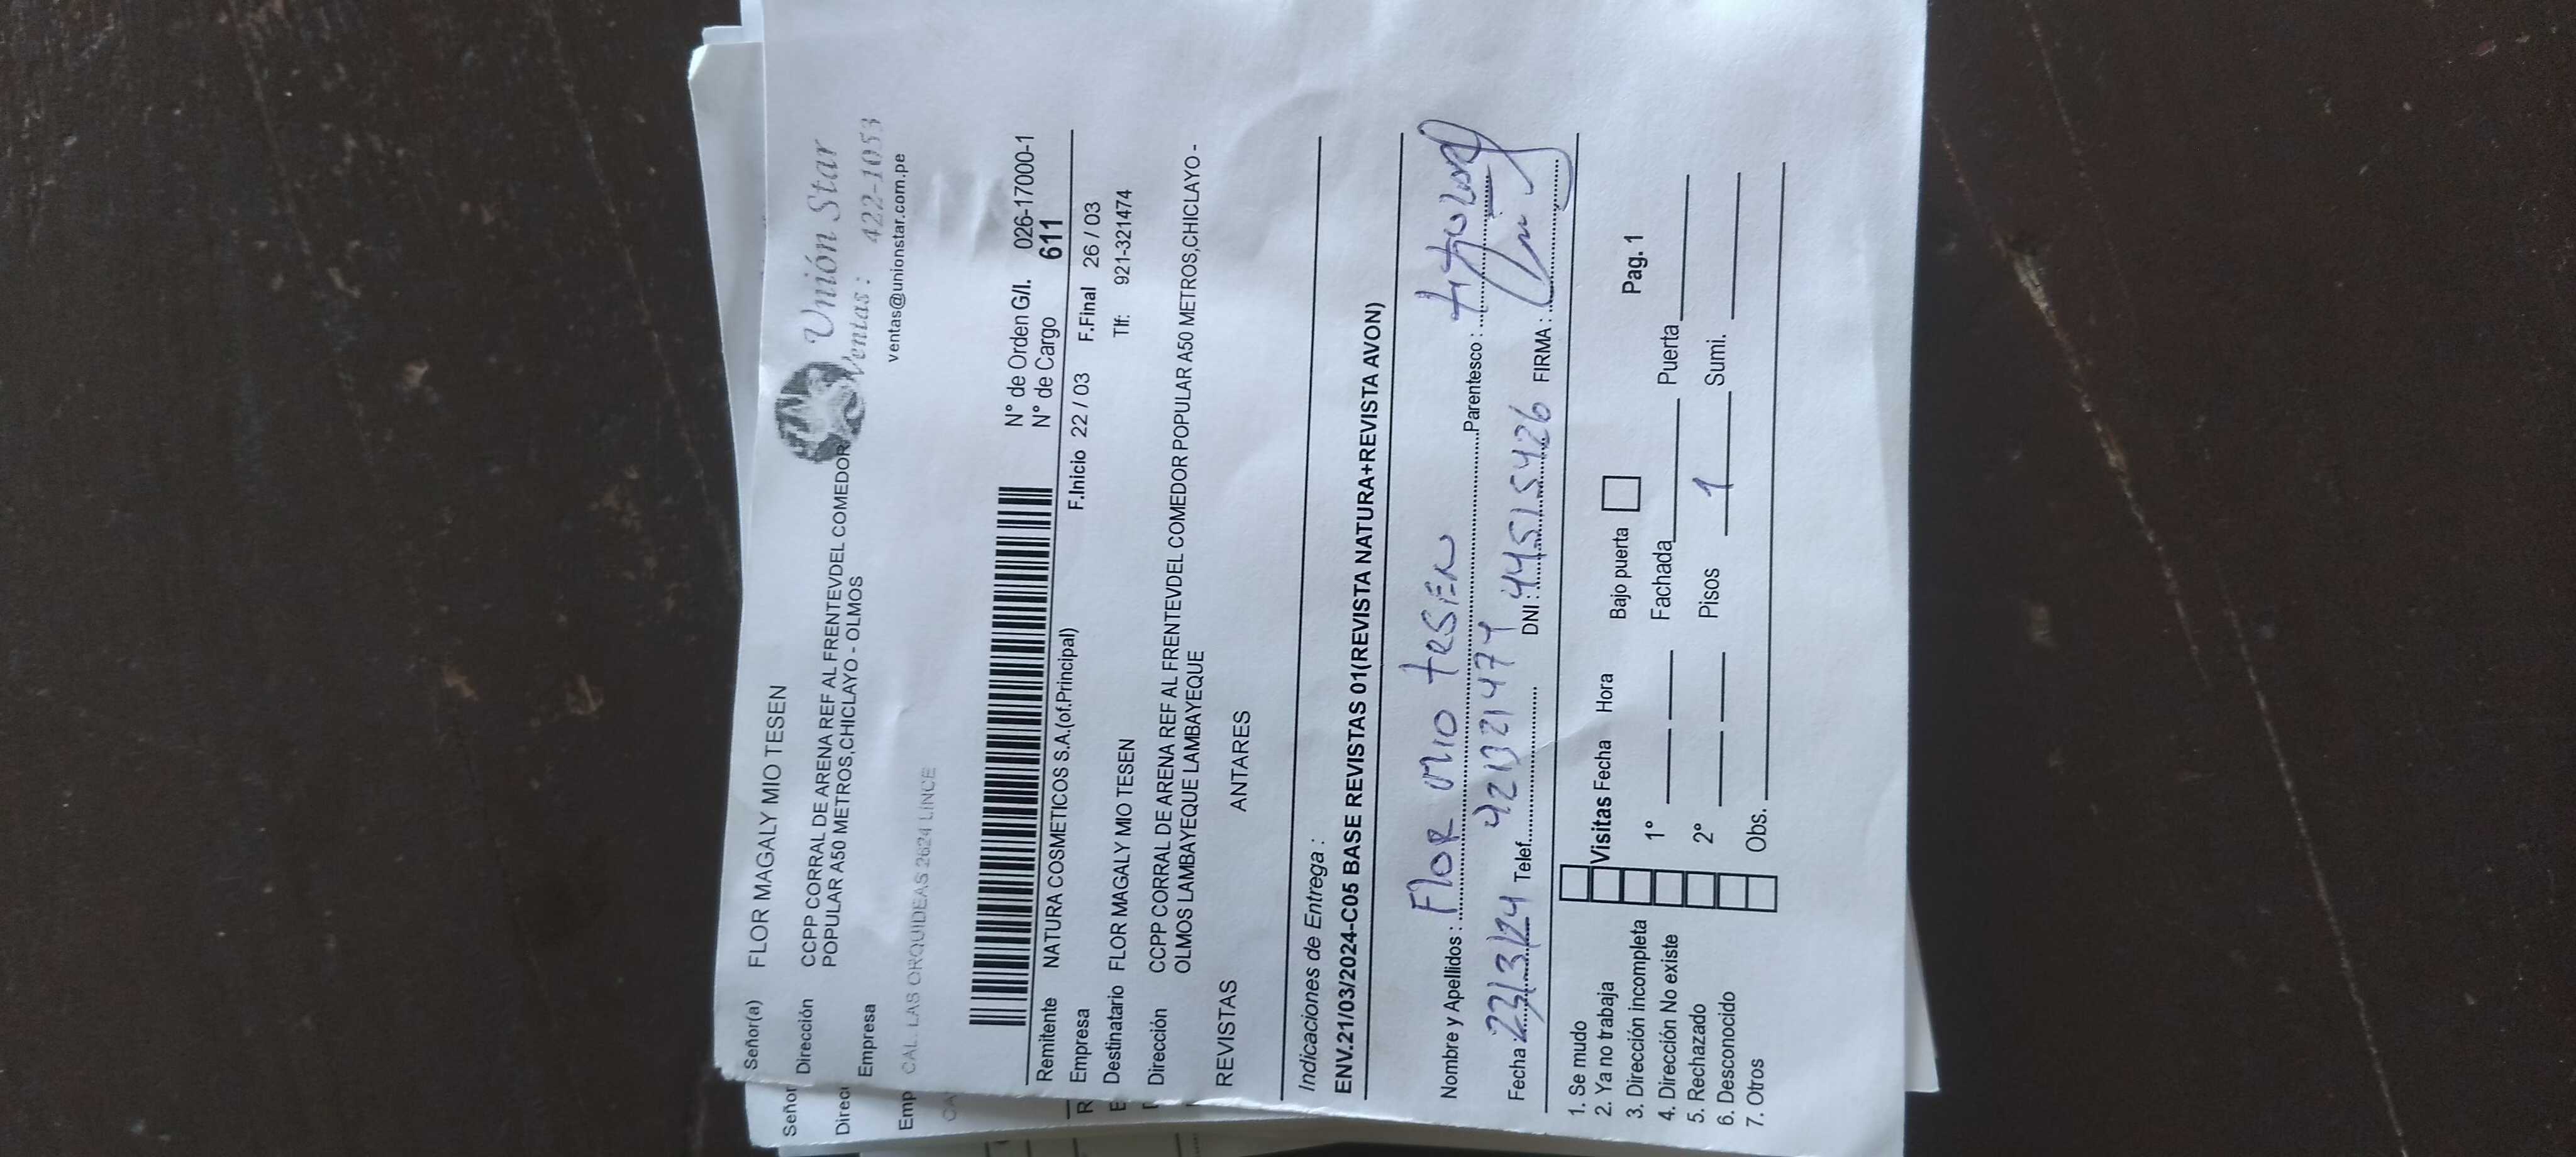 Señor(a) FLOR MAGALY MIO TESEN
Dirección CCPP CORRAL DE ARENA REF AL FRENTEVDEL COMEDOR
POPULAR A50 METROS,CHICLAYO - OLMOS
Empresa
CAL. LAS ORQUIDEAS 2624 LINCE
Unión Star
Ventas : 422-1053
ventas@unionstar.com.pe
N° de Orden G/I. 026-17000-1
N° de Cargo 611
Remitente NATURA COSMETICOS S.A.(of.Principal)
Empresa F.Inicio 22 / 03 F.Final 26 / 03
Destinatario FLOR MAGALY MIO TESEN Tlf: 921-321474
Dirección CCPP CORRAL DE ARENA REF AL FRENTEVDEL COMEDOR POPULAR A50 METROS,CHICLAYO -
OLMOS LAMBAYEQUE LAMBAYEQUE
REVISTAS ANTARES
Indicaciones de Entrega :
ENV.21/03/2024-C05 BASE REVISTAS 01(REVISTA NATURA+REVISTA AVON)
Nombre y Apellidos : Flor Mio tesen Parentesco : titular
Fecha 23/3/24 Telef. 921321474 DNI : 44515426 FIRMA :
1. Se mudo
2. Ya no trabaja
3. Dirección incompleta
4. Dirección No existe
5. Rechazado
6. Desconocido
7. Otros
Visitas Fecha Hora Bajo puerta Pag. 1
1° Fachada Puerta
2° Pisos 1 Sumi.
Obs.
Señor
Direc
Emp
CA
R
E